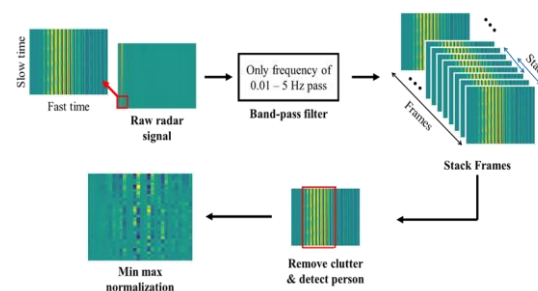 Slow time
Fast time
Raw radar
signal
Only frequency of
0.01 – 5 Hz pass
Band-pass filter
Frames
Stack Frames
Min max
normalization
Remove clutter
& detect person